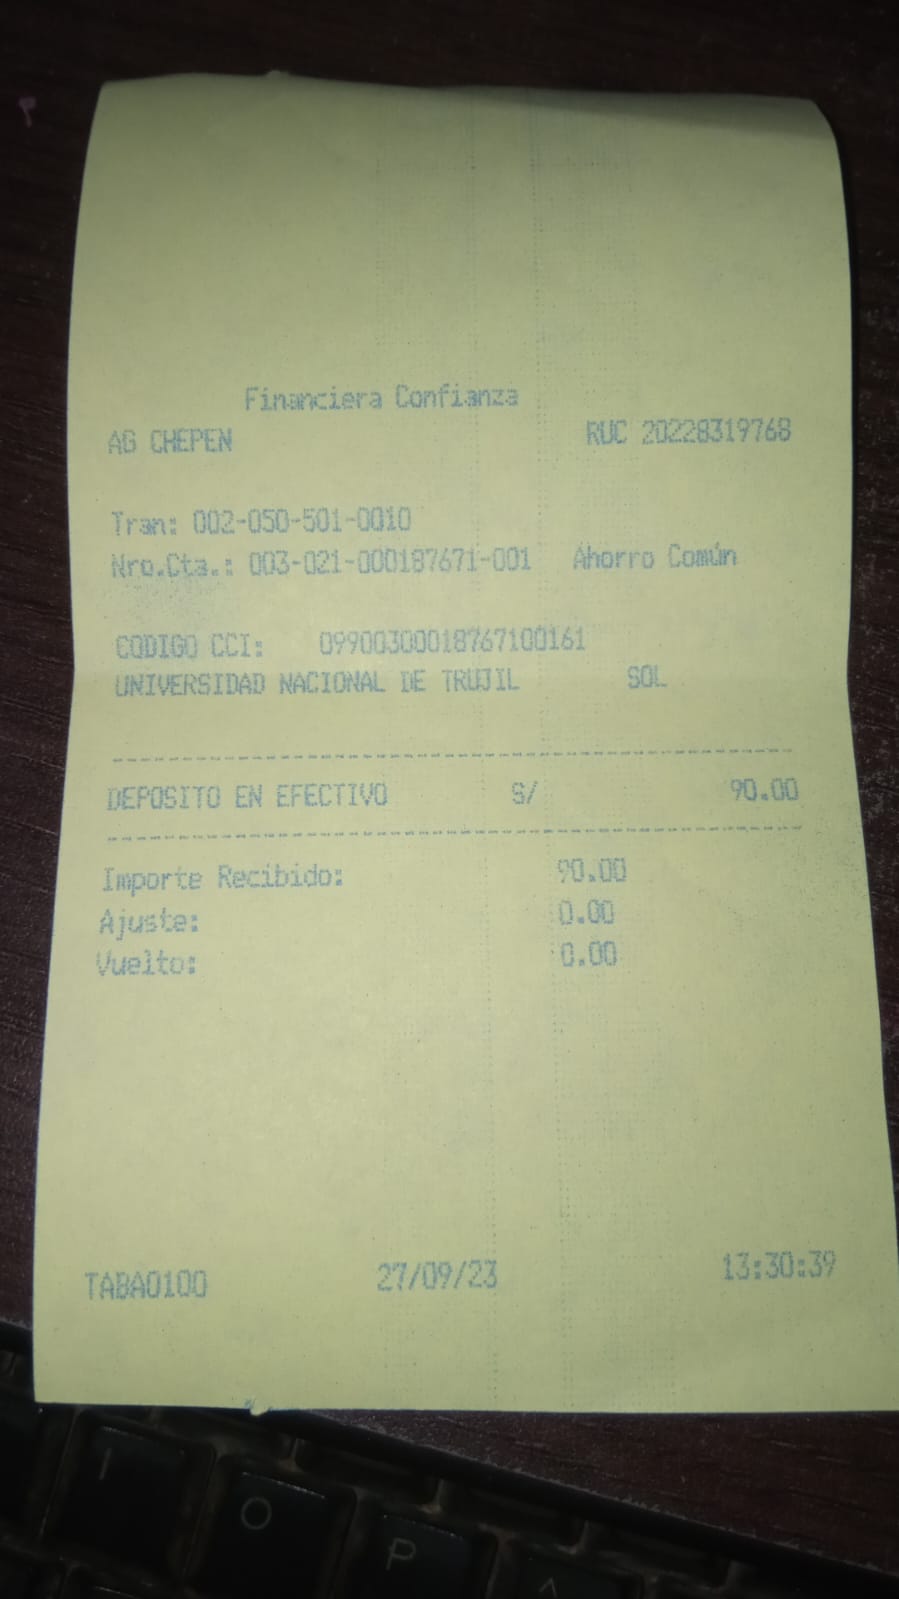 Financiera Confianza
AG CHEPEN RUC 20228319768
Tran: 002-050-501-0010
Nro.Cta.: 003-021-000187671-001 Ahorro Común
CODIGO CCI: 09900300018767100161
UNIVERSIDAD NACIONAL DE TRUJIL SOL
DEPOSITO EN EFECTIVO S/ 90.00
Importe Recibido: 90.00
Ajuste: 0.00
Vuelto: 0.00
TABA0100 27/09/23 13:30:39
I O P